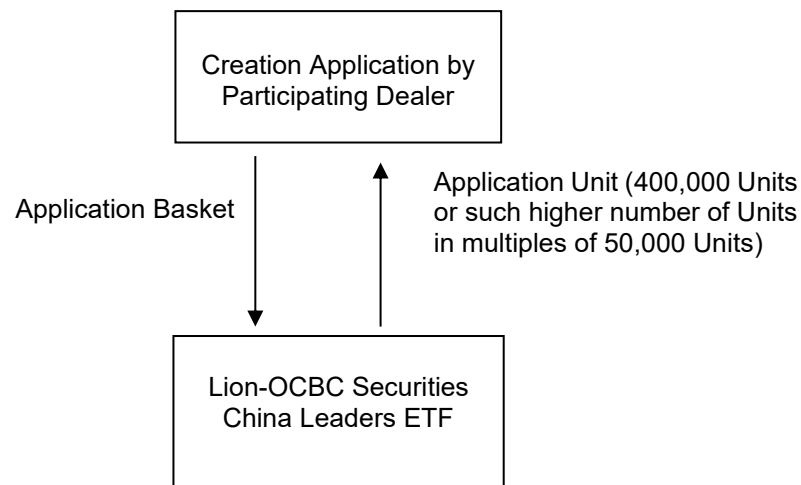 Creation Application by
Participating Dealer
Application Basket
Application Unit (400,000 Units
or such higher number of Units
in multiples of 50,000 Units)
Lion-OCBC Securities
China Leaders ETF